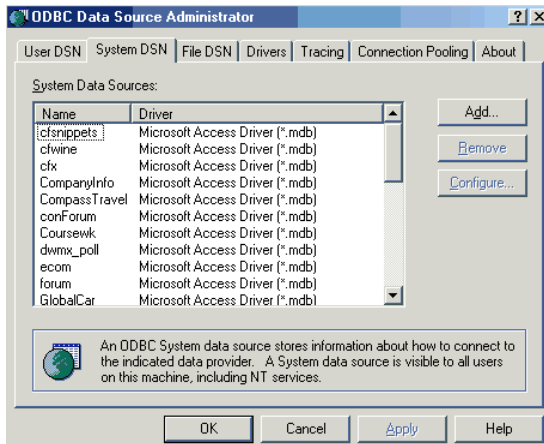 ODBC Data Source Administrator
User DSN System DSN File DSN Drivers Tracing Connection Pooling About
System Data Sources:
Name Driver
cfsnippets Microsoft Access Driver (*.mdb)
cfwine Microsoft Access Driver (*.mdb)
cfx Microsoft Access Driver (*.mdb)
CompanyInfo Microsoft Access Driver (*.mdb)
CompassTravel Microsoft Access Driver (*.mdb)
conForum Microsoft Access Driver (*.mdb)
Coursewk Microsoft Access Driver (*.mdb)
dwmx_poll Microsoft Access Driver (*.mdb)
ecom Microsoft Access Driver (*.mdb)
forum Microsoft Access Driver (*.mdb)
GlobalCar Microsoft Access Driver (*.mdb)
Add...
Remove
Configure...
An ODBC System data source stores information about how to connect to
the indicated data provider. A System data source is visible to all users
on this machine, including NT services.
OK Cancel Apply Help